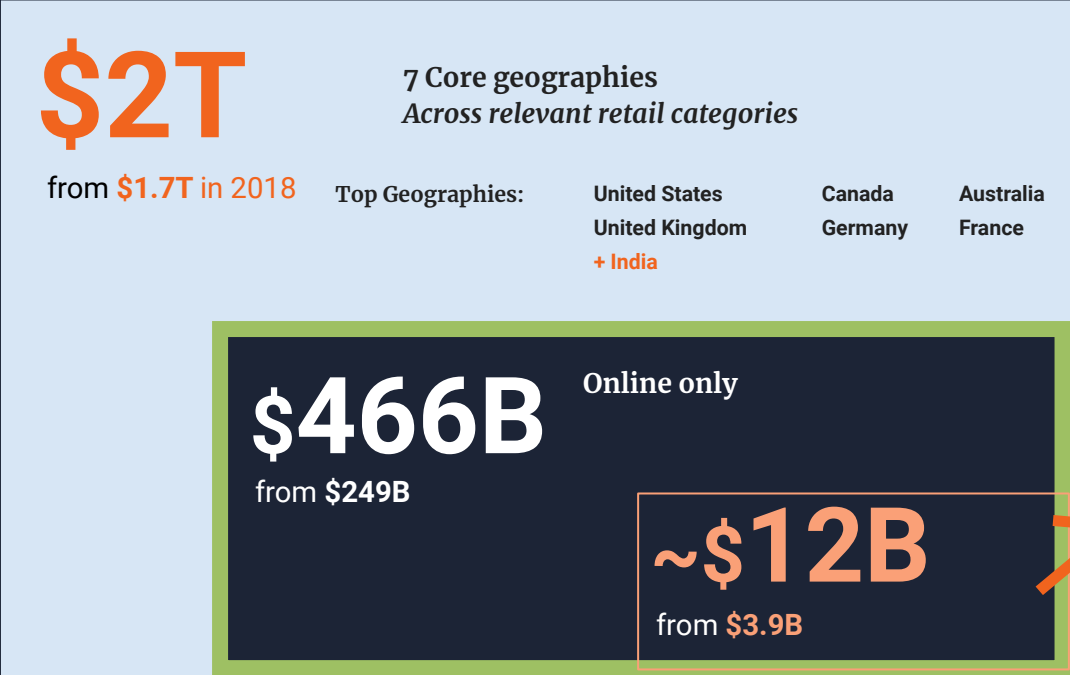 $2T
from $1.7T in 2018
7 Core geographies
Across relevant retail categories
Top Geographies:
United States Canada Australia
United Kingdom Germany France
+ India
$466B
from $249B
Online only
~$12B
from $3.9B